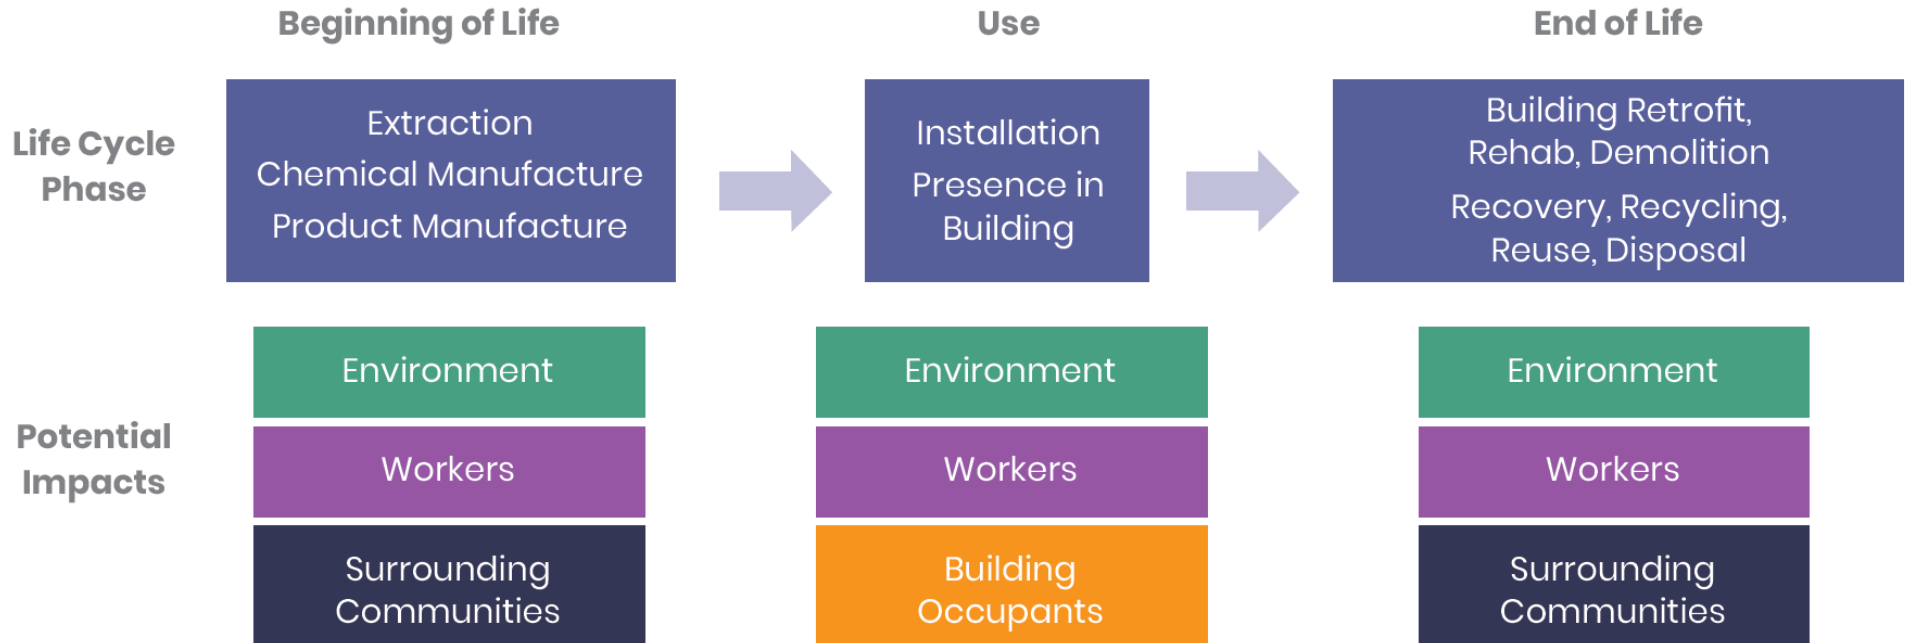 Beginning of Life
Use
End of Life
Life Cycle
Phase
Extraction
Chemical Manufacture
Product Manufacture
Installation
Presence in
Building
Building Retrofit,
Rehab, Demolition
Recovery, Recycling,
Reuse, Disposal
Potential
Impacts
Environment
Workers
Surrounding
Communities
Environment
Workers
Building
Occupants
Environment
Workers
Surrounding
Communities